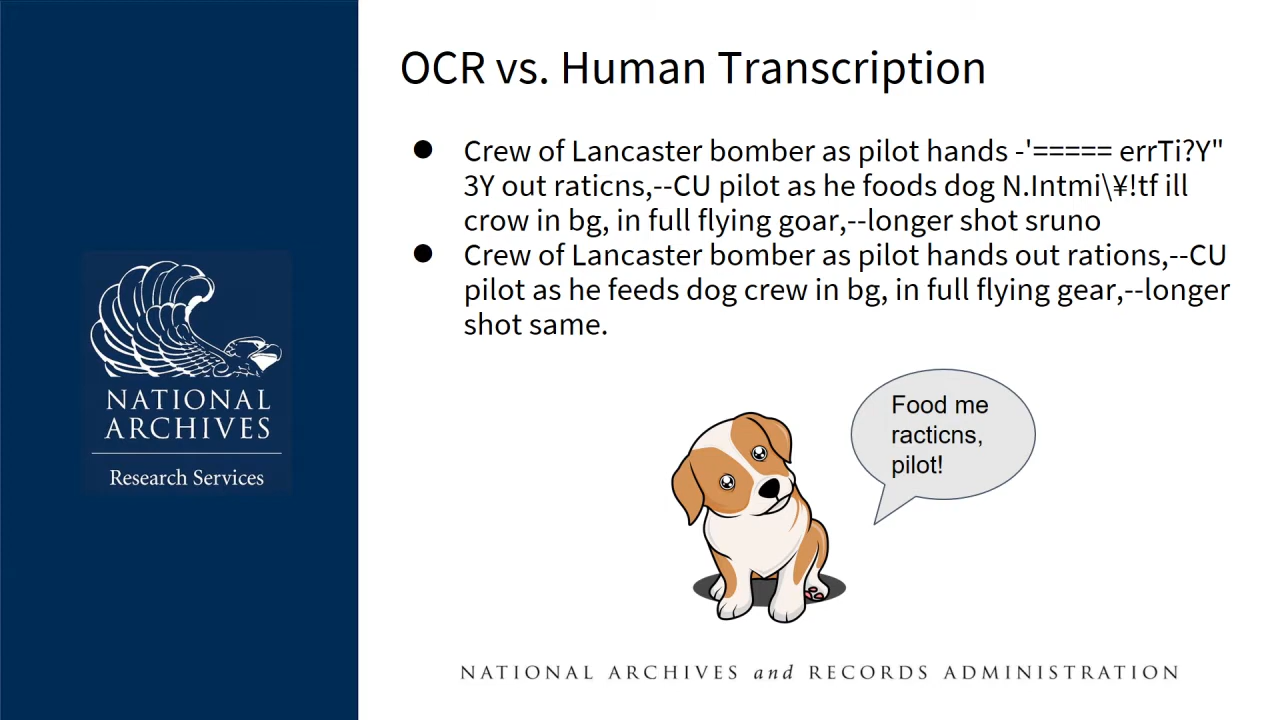 OCR vs. Human Transcription
● Crew of Lancaster bomber as pilot hands -'===== errTi?Y"
3Y out raticns,--CU pilot as he foods dog N.Intmi\¥!tf ill
crow in bg, in full flying goar,--longer shot sruno
● Crew of Lancaster bomber as pilot hands out rations,--CU
pilot as he feeds dog crew in bg, in full flying gear,--longer
shot same.
Food me
racticns,
pilot!
NATIONAL
ARCHIVES
Research Services
NATIONAL ARCHIVES and RECORDS ADMINISTRATION